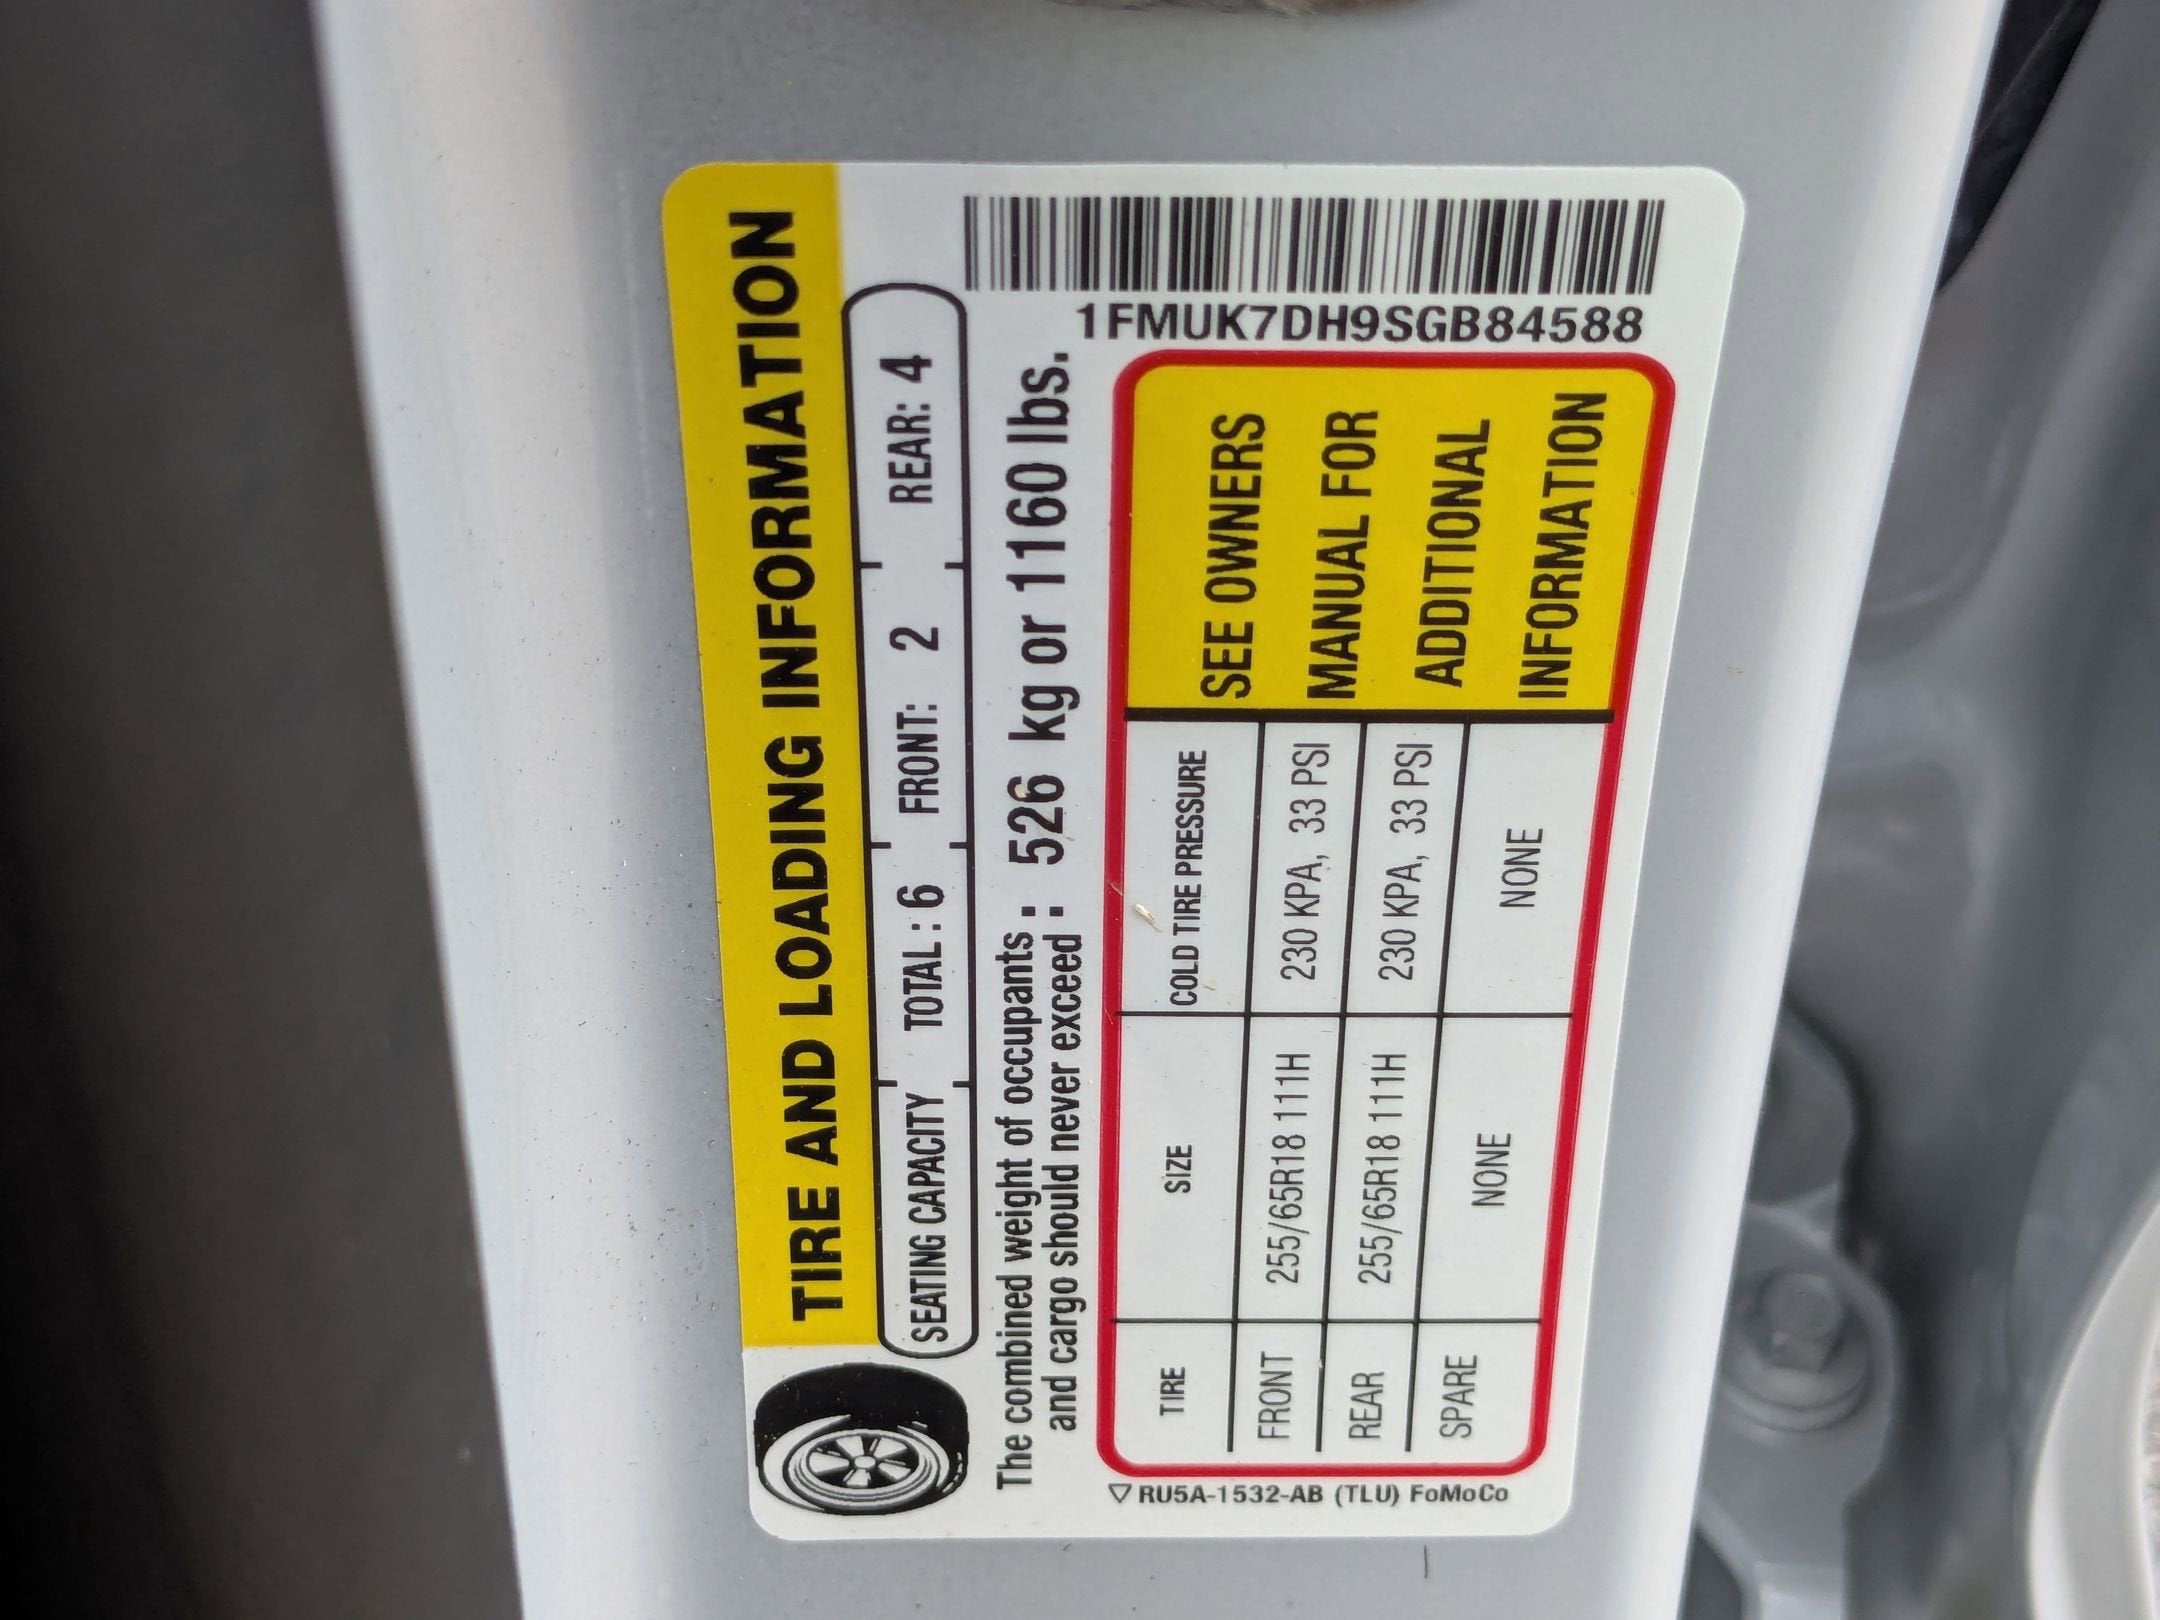 TIRE AND LOADING INFORMATION
SEATING CAPACITY TOTAL : 6 FRONT: 2 REAR: 4
The combined weight of occupants :
and cargo should never exceed : 526 kg or 1160 lbs.
TIRE SIZE COLD TIRE PRESSURE
FRONT 255/65R18 111H 230 KPA, 33 PSI
REAR 255/65R18 111H 230 KPA, 33 PSI
SPARE NONE NONE
SEE OWNERS
MANUAL FOR
ADDITIONAL
INFORMATION
1FMUK7DH9SGB84588
RU5A-1532-AB (TLU) FoMoCo